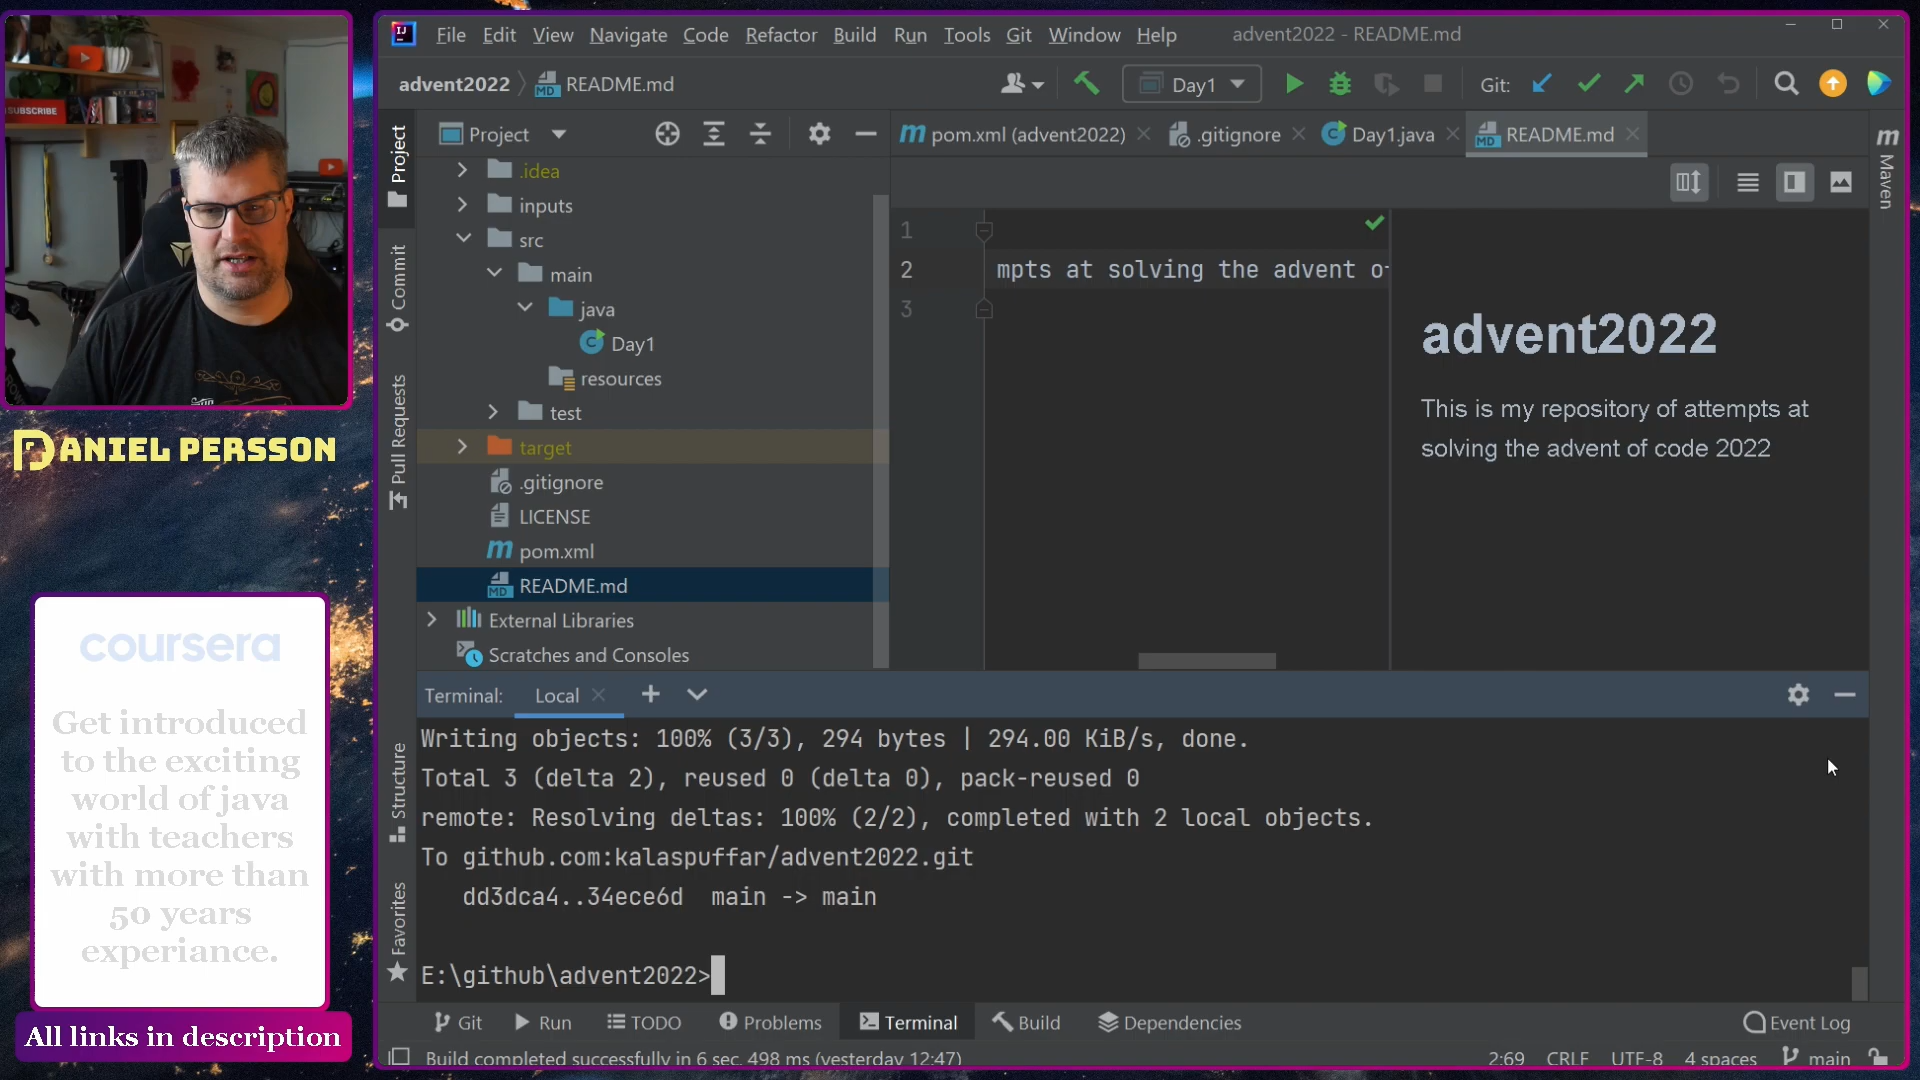 SUBSCRIBE
DANIEL PERSSON
coursera
Get introduced
to the exciting
world of java
with teachers
with more than
50 years
experiance.
All links in description
IJ
File Edit View Navigate Code Refactor Build Run Tools Git Window Help advent2022 - README.md
advent2022 README.md Day1 Git:
Project
Commit
Pull Requests
Structure
Favorites
Project
.idea
inputs
src
main
java
Day1
resources
test
target
.gitignore
LICENSE
pom.xml
README.md
External Libraries
Scratches and Consoles
pom.xml (advent2022) .gitignore Day1.java README.md
Maven
1
2 mpts at solving the advent o
3
advent2022
This is my repository of attempts at
solving the advent of code 2022
Terminal: Local
Writing objects: 100% (3/3), 294 bytes | 294.00 KiB/s, done.
Total 3 (delta 2), reused 0 (delta 0), pack-reused 0
remote: Resolving deltas: 100% (2/2), completed with 2 local objects.
To github.com:kalaspuffar/advent2022.git
dd3dca4..34ece6d main -> main
E:\github\advent2022>
Git Run TODO Problems Terminal Build Dependencies Event Log
Build completed successfully in 6 sec, 498 ms (yesterday 12:47) 2:69 CRLF UTF-8 4 spaces main